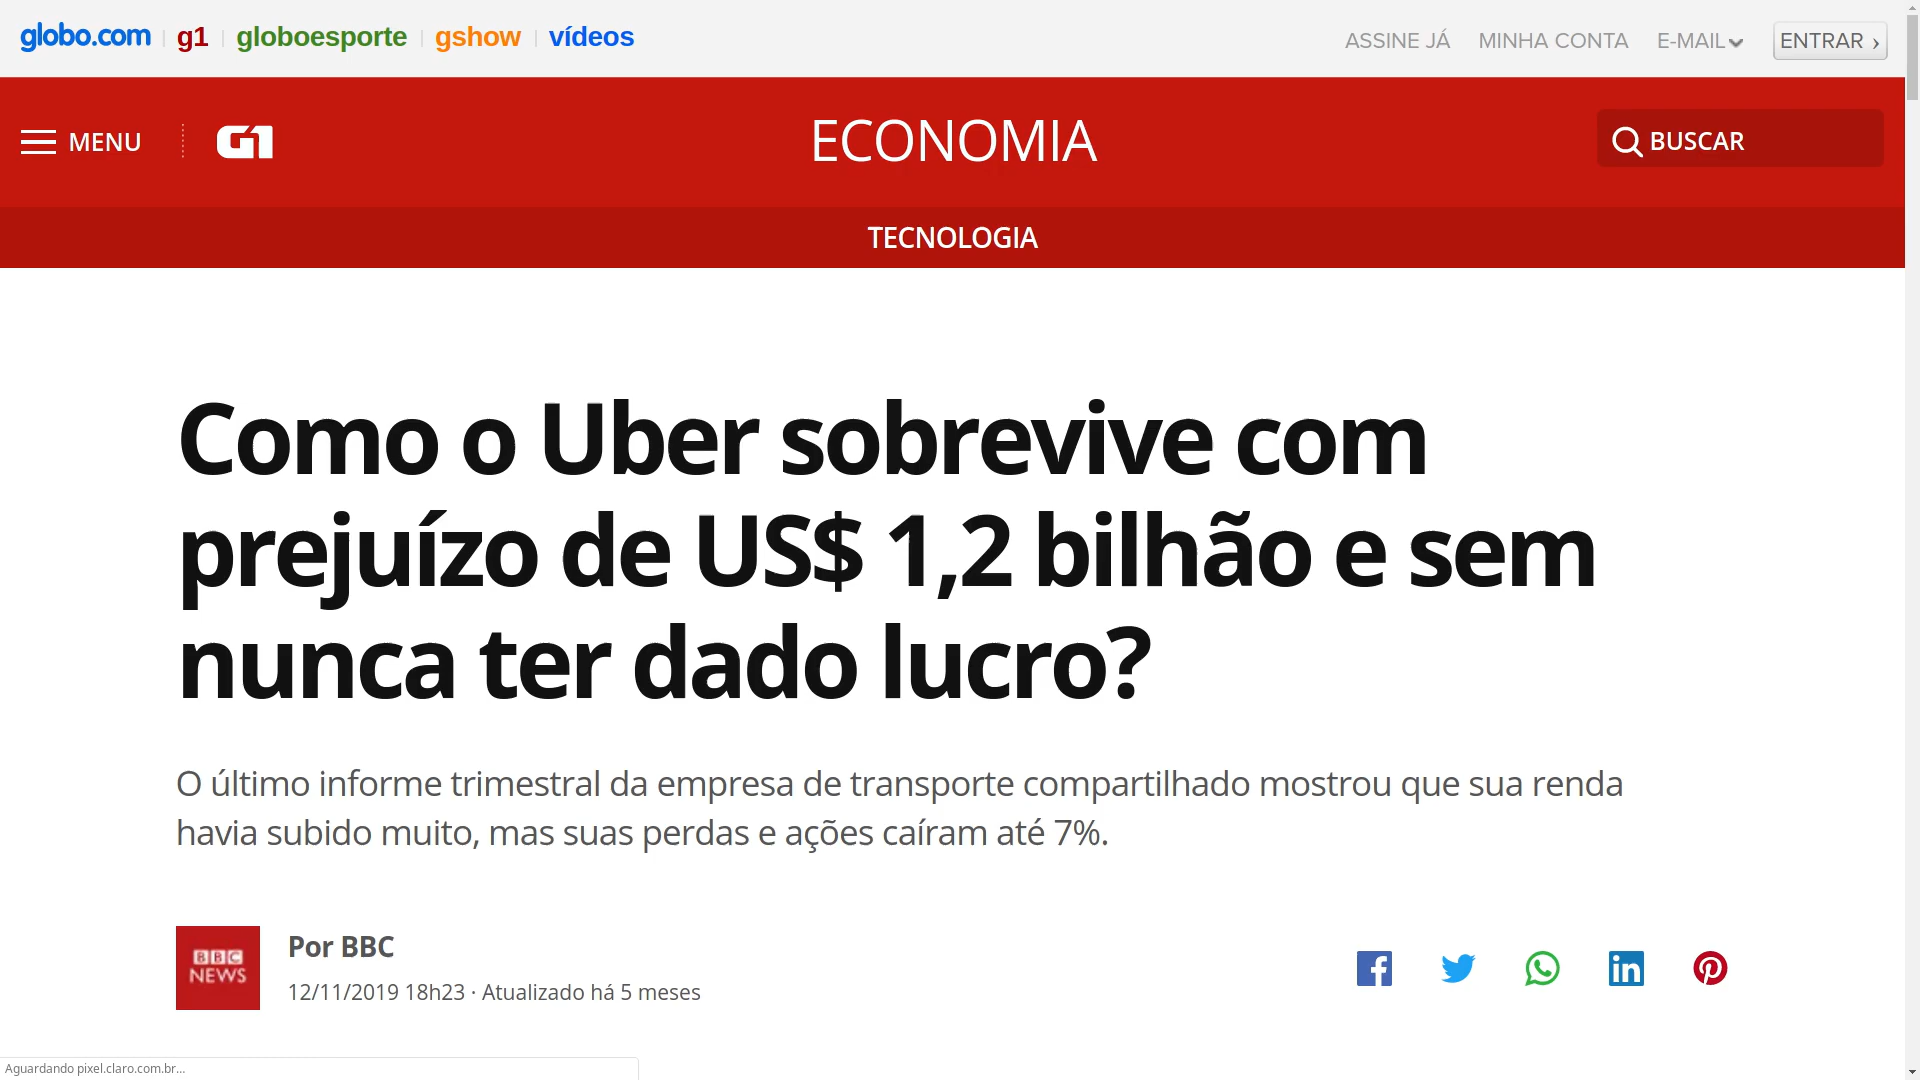 globo.com g1 globoesporte gshow vídeos ASSINE JÁ MINHA CONTA E-MAIL ENTRAR ›
MENU G1 ECONOMIA BUSCAR
TECNOLOGIA
Como o Uber sobrevive com
prejuízo de US$ 1,2 bilhão e sem
nunca ter dado lucro?
O último informe trimestral da empresa de transporte compartilhado mostrou que sua renda
havia subido muito, mas suas perdas e ações caíram até 7%.
BBC
NEWS
Por BBC
12/11/2019 18h23 · Atualizado há 5 meses
Aguardando pixel.claro.com.br...